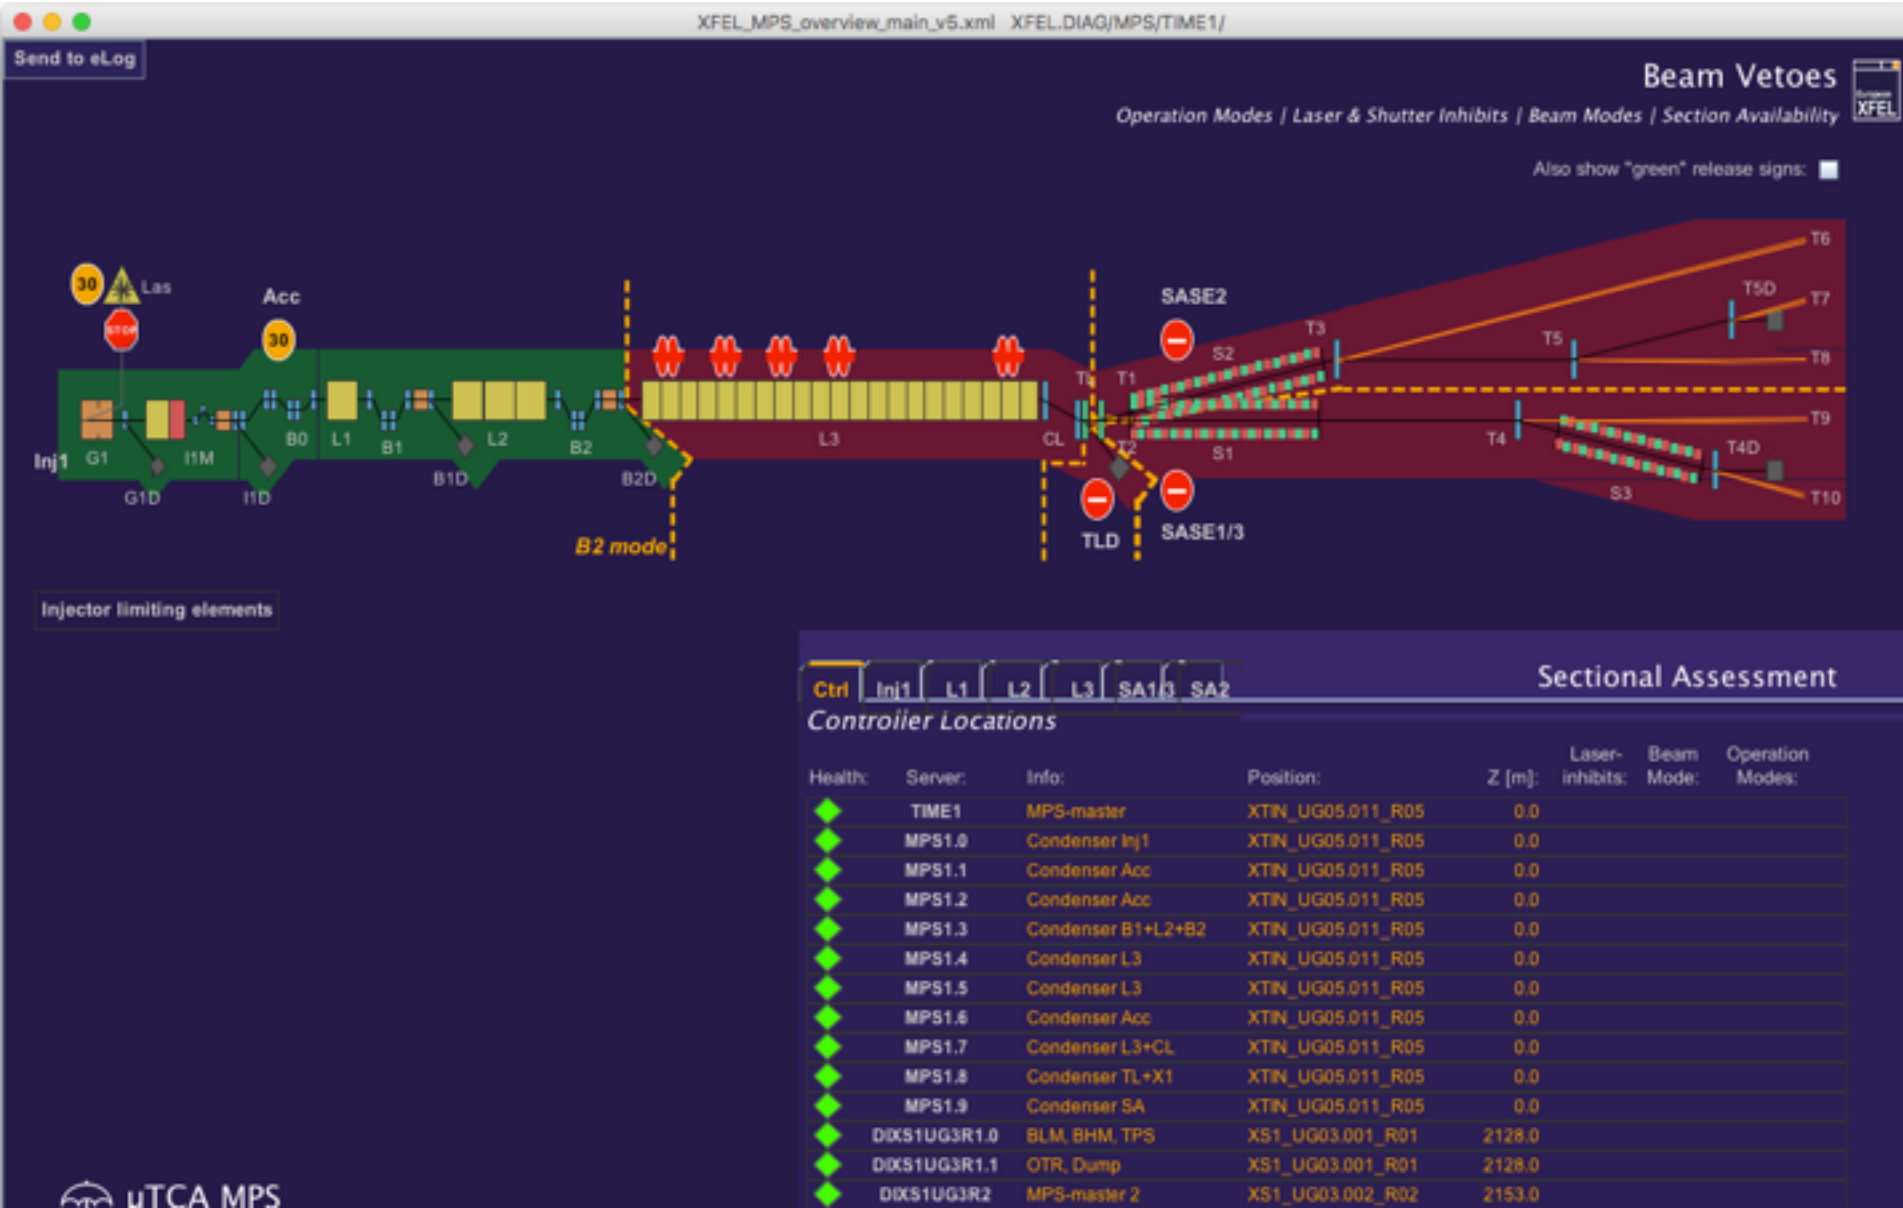 XFEL_MPS_overview_main_v5.xml XFEL.DIAG/MPS/TIME1/
Send to eLog
Beam Vetoes
European
XFEL
Operation Modes | Laser & Shutter Inhibits | Beam Modes | Section Availability
Also show "green" release signs:
30 Las
STOP
Acc
30
SASE2
T6
T5D
T7
T3
T5
S2
T8
TL
T1
T9
Inj1
G1
I1M
B0
L1
B1
L2
B2
L3
CL
T2
S1
T4
T4D
S3
T10
G1D
I1D
B1D
B2D
B2 mode
TLD
SASE1/3
Injector limiting elements
Sectional Assessment
Ctrl Inj1 L1 L2 L3 SA1/3 SA2
Controller Locations
Health: Server: Info: Position: Z [m]: Laser-inhibits: Beam Mode: Operation Modes:
TIME1 MPS-master XTIN_UG05.011_R05 0.0
MPS1.0 Condenser Inj1 XTIN_UG05.011_R05 0.0
MPS1.1 Condenser Acc XTIN_UG05.011_R05 0.0
MPS1.2 Condenser Acc XTIN_UG05.011_R05 0.0
MPS1.3 Condenser B1+L2+B2 XTIN_UG05.011_R05 0.0
MPS1.4 Condenser L3 XTIN_UG05.011_R05 0.0
MPS1.5 Condenser L3 XTIN_UG05.011_R05 0.0
MPS1.6 Condenser Acc XTIN_UG05.011_R05 0.0
MPS1.7 Condenser L3+CL XTIN_UG05.011_R05 0.0
MPS1.8 Condenser TL+X1 XTIN_UG05.011_R05 0.0
MPS1.9 Condenser SA XTIN_UG05.011_R05 0.0
DIXS1UG3R1.0 BLM, BHM, TPS XS1_UG03.001_R01 2128.0
DIXS1UG3R1.1 OTR, Dump XS1_UG03.001_R01 2128.0
DIXS1UG3R2 MPS-master 2 XS1_UG03.002_R02 2153.0
µTCA MPS